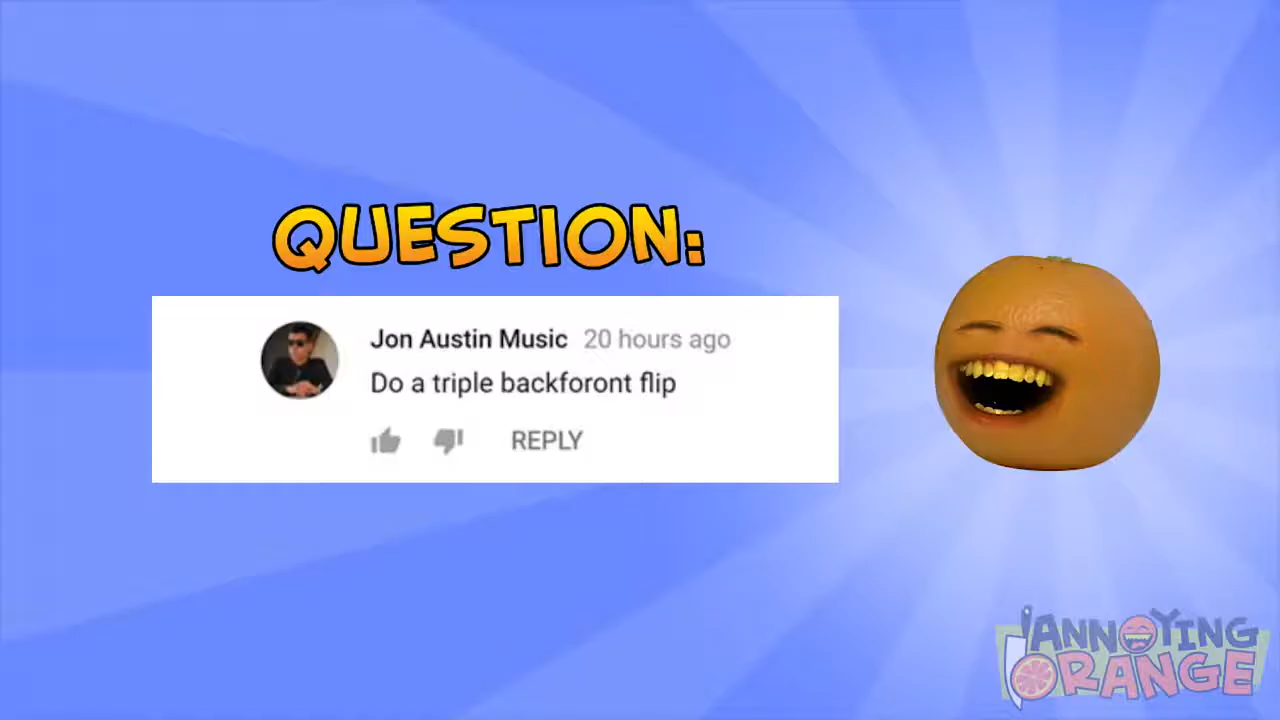 QUESTION:
Jon Austin Music 20 hours ago
Do a triple backforont flip
REPLY
ANNOYING
ORANGE